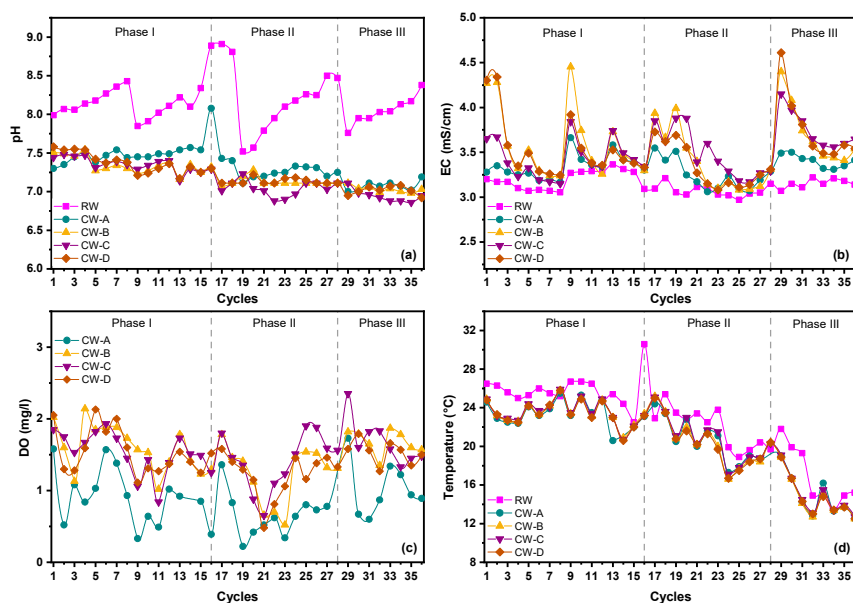 Phase I Phase II Phase III
9.0
8.5
8.0
7.5
7.0
6.5
6.0
pH
RW
CW-A
CW-B
CW-C
CW-D
(a)
1 3 5 7 9 11 13 15 17 19 21 23 25 27 29 31 33 35
Cycles
Phase I Phase II Phase III
5.0
4.5
4.0
3.5
3.0
2.5
EC (mS/cm)
RW
CW-A
CW-B
CW-C
CW-D
(b)
1 3 5 7 9 11 13 15 17 19 21 23 25 27 29 31 33 35
Cycles
Phase I Phase II Phase III
3
2
1
0
DO (mg/l)
CW-A
CW-B
CW-C
CW-D
(c)
1 3 5 7 9 11 13 15 17 19 21 23 25 27 29 31 33 35
Cycles
Phase I Phase II Phase III
32
28
24
20
16
12
8
Temperature (°C)
RW
CW-A
CW-B
CW-C
CW-D
(d)
1 3 5 7 9 11 13 15 17 19 21 23 25 27 29 31 33 35
Cycles